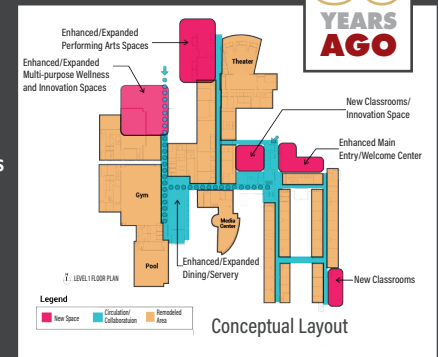 YEARS
AGO
Enhanced/Expanded
Performing Arts Spaces
Enhanced/Expanded
Multi-purpose Wellness
and Innovation Spaces
Theater
New Classrooms/
Innovation Space
Enhanced Main
Entry/Welcome Center
s
Gym
Media
Center
Pool
Enhanced/Expanded
Dining/Servery
LEVEL 1 FLOOR PLAN
New Classrooms
Legend
New Space
Circulation/
Collaboratuion
Remodeled
Area
Conceptual Layout